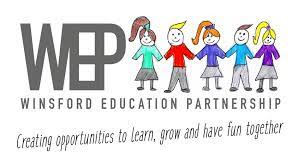 WEP
WINSFORD EDUCATION PARTNERSHIP
Creating opportunities to learn, grow and have fun together